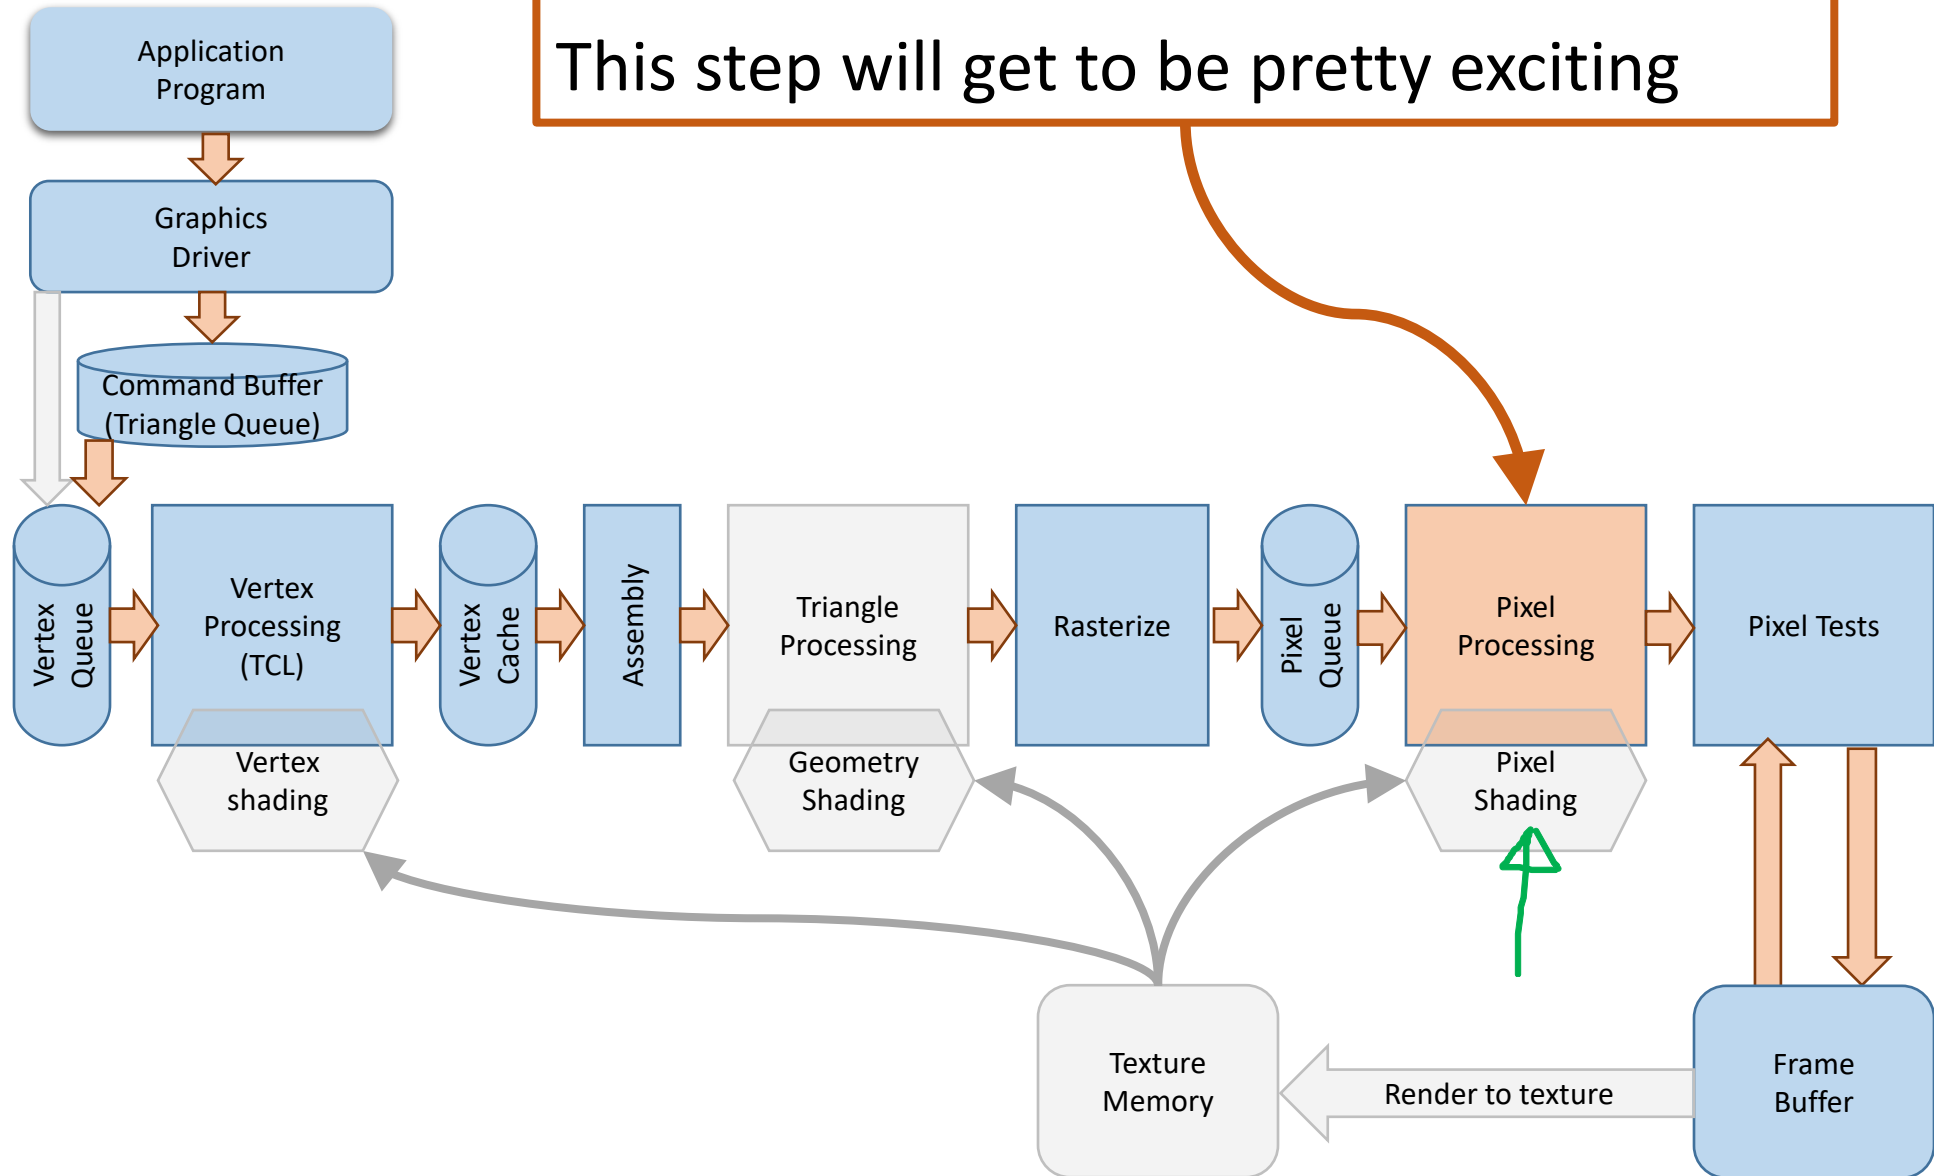 This step will get to be pretty exciting
Application
Program
Graphics
Driver
Command Buffer
(Triangle Queue)
Vertex
Queue
Vertex
Processing
(TCL)
Vertex
Cache
Assembly
Triangle
Processing
Rasterize
Pixel
Queue
Pixel
Processing
Pixel Tests
Vertex
shading
Geometry
Shading
Pixel
Shading
Texture
Memory
Render to texture
Frame
Buffer